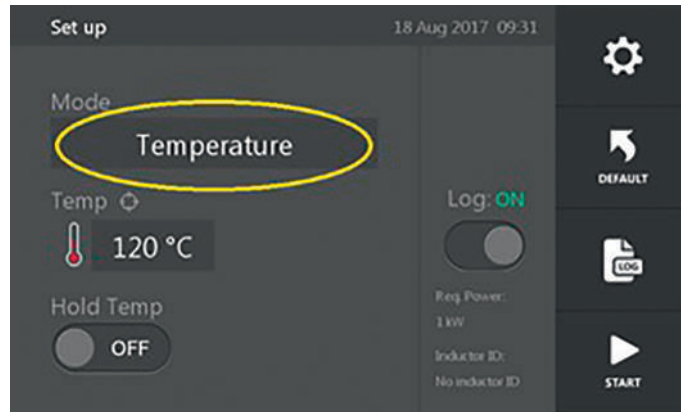 Set up
18 Aug 2017 09:31
Mode
Temperature
Temp
120 °C
Hold Temp
OFF
Log: ON
Req. Power:
1 kW
Inductor ID:
No inductor ID
DEFAULT
LOG
START